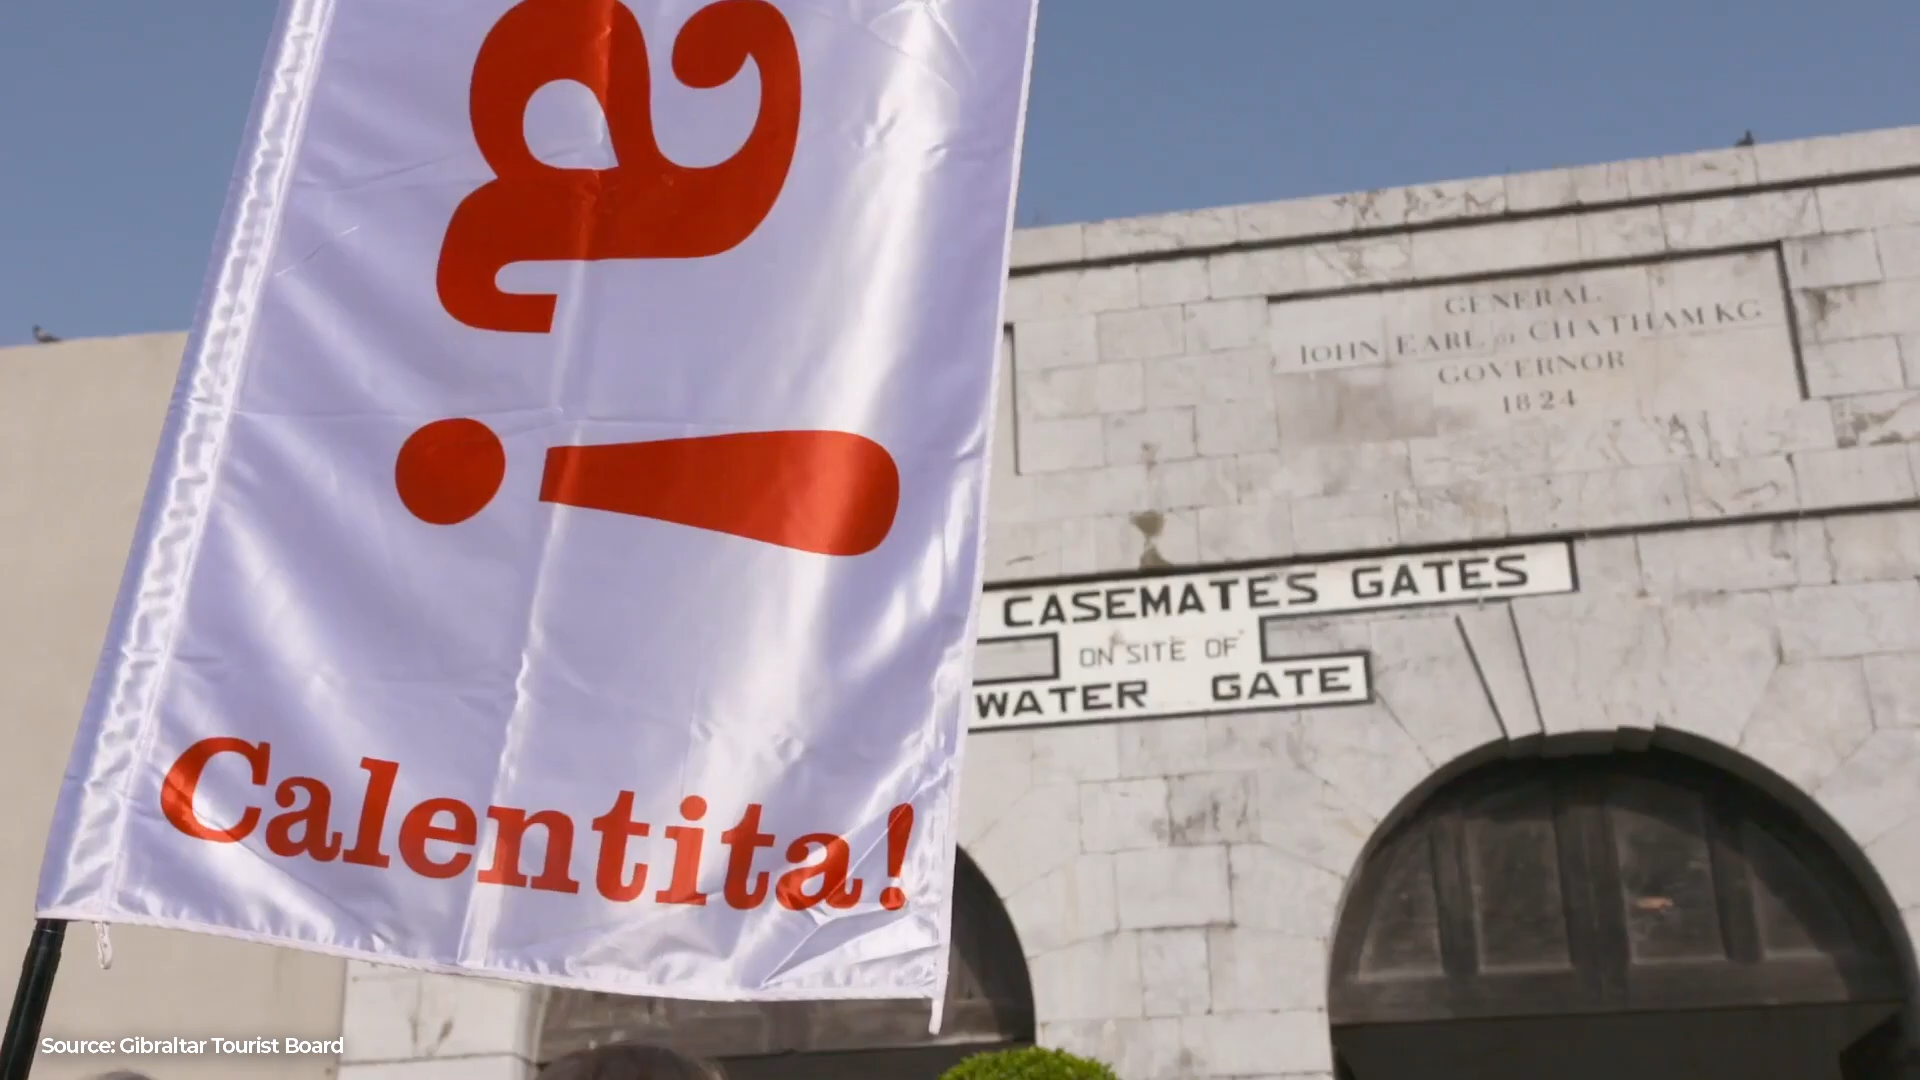 a!
Calentita!
GENERAL
JOHN EARL of CHATHAM KG
GOVERNOR
1824
CASEMATES GATES
ON SITE OF
WATER GATE
Source: Gibraltar Tourist Board